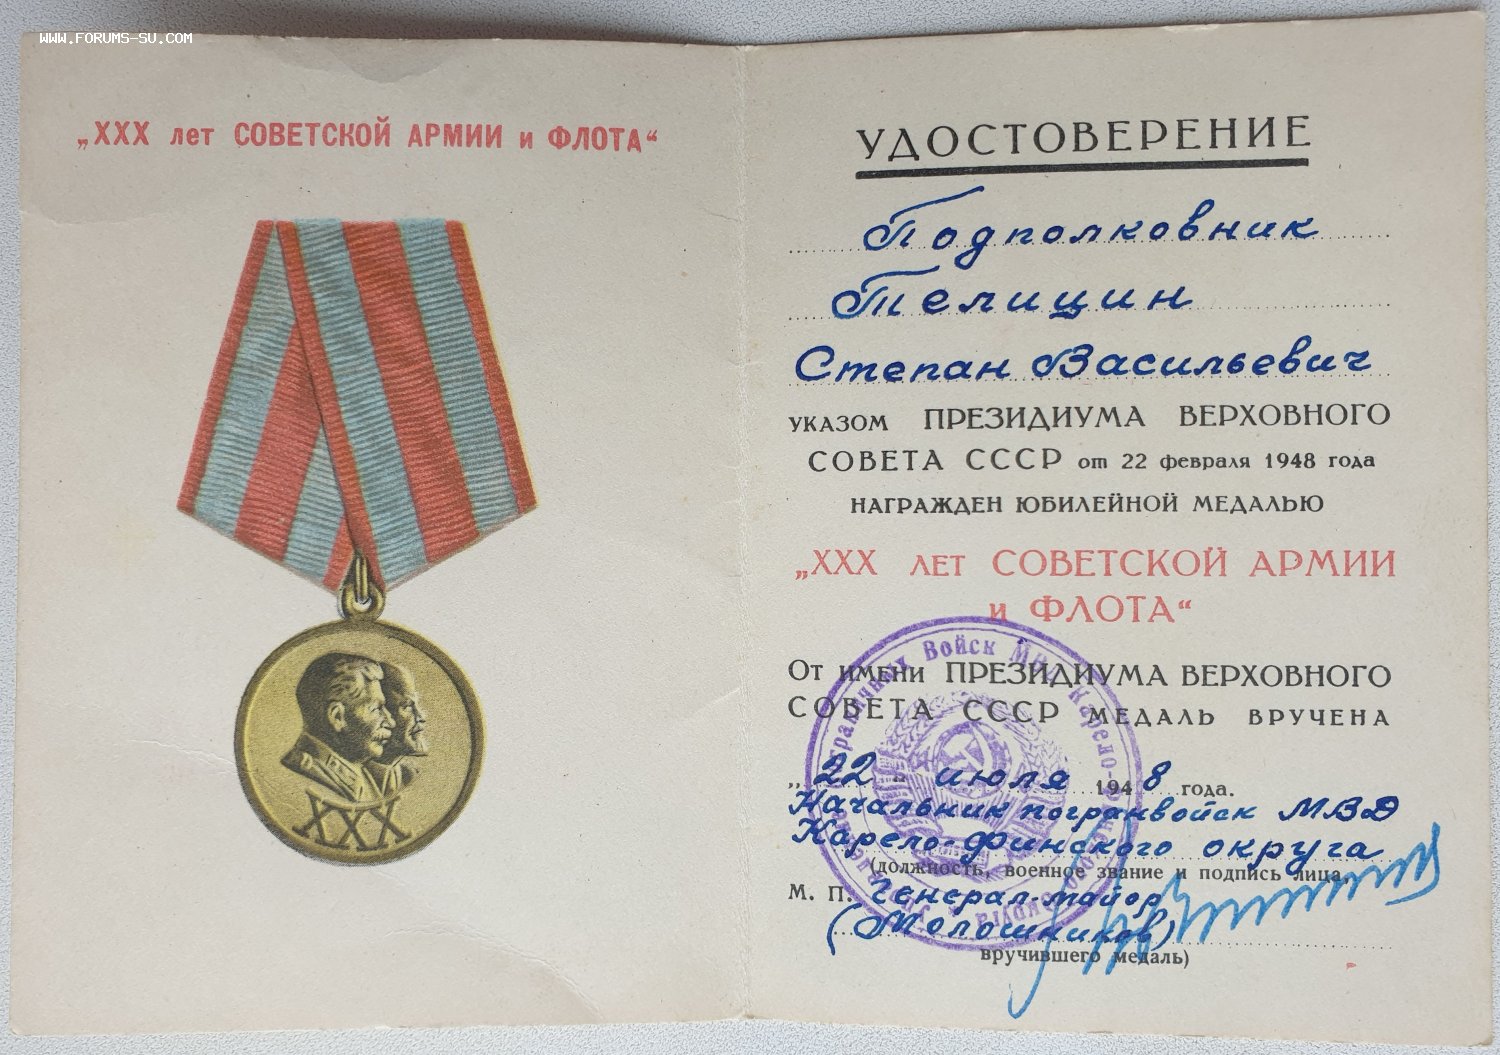 WWW.FORUMS-SU.COM
„XXX лет СОВЕТСКОЙ АРМИИ и ФЛОТА“
XXX
УДОСТОВЕРЕНИЕ
Подполковник
Телицин
Степан Васильевич
УКАЗОМ ПРЕЗИДИУМА ВЕРХОВНОГО
СОВЕТА СССР от 22 февраля 1948 года
НАГРАЖДЕН ЮБИЛЕЙНОЙ МЕДАЛЬЮ
„XXX ЛЕТ СОВЕТСКОЙ АРМИИ
и ФЛОТА“
От имени ПРЕЗИДИУМА ВЕРХОВНОГО
СОВЕТА СССР МЕДАЛЬ ВРУЧЕНА
„22“ июля 1948 года.
Начальник погранвойск МВД
Карело-Финского округа
(должность, военное звание и подпись лица,
М. П. Генерал-майор
(Молошников)
вручившего медаль)
Войск Карело-
округа